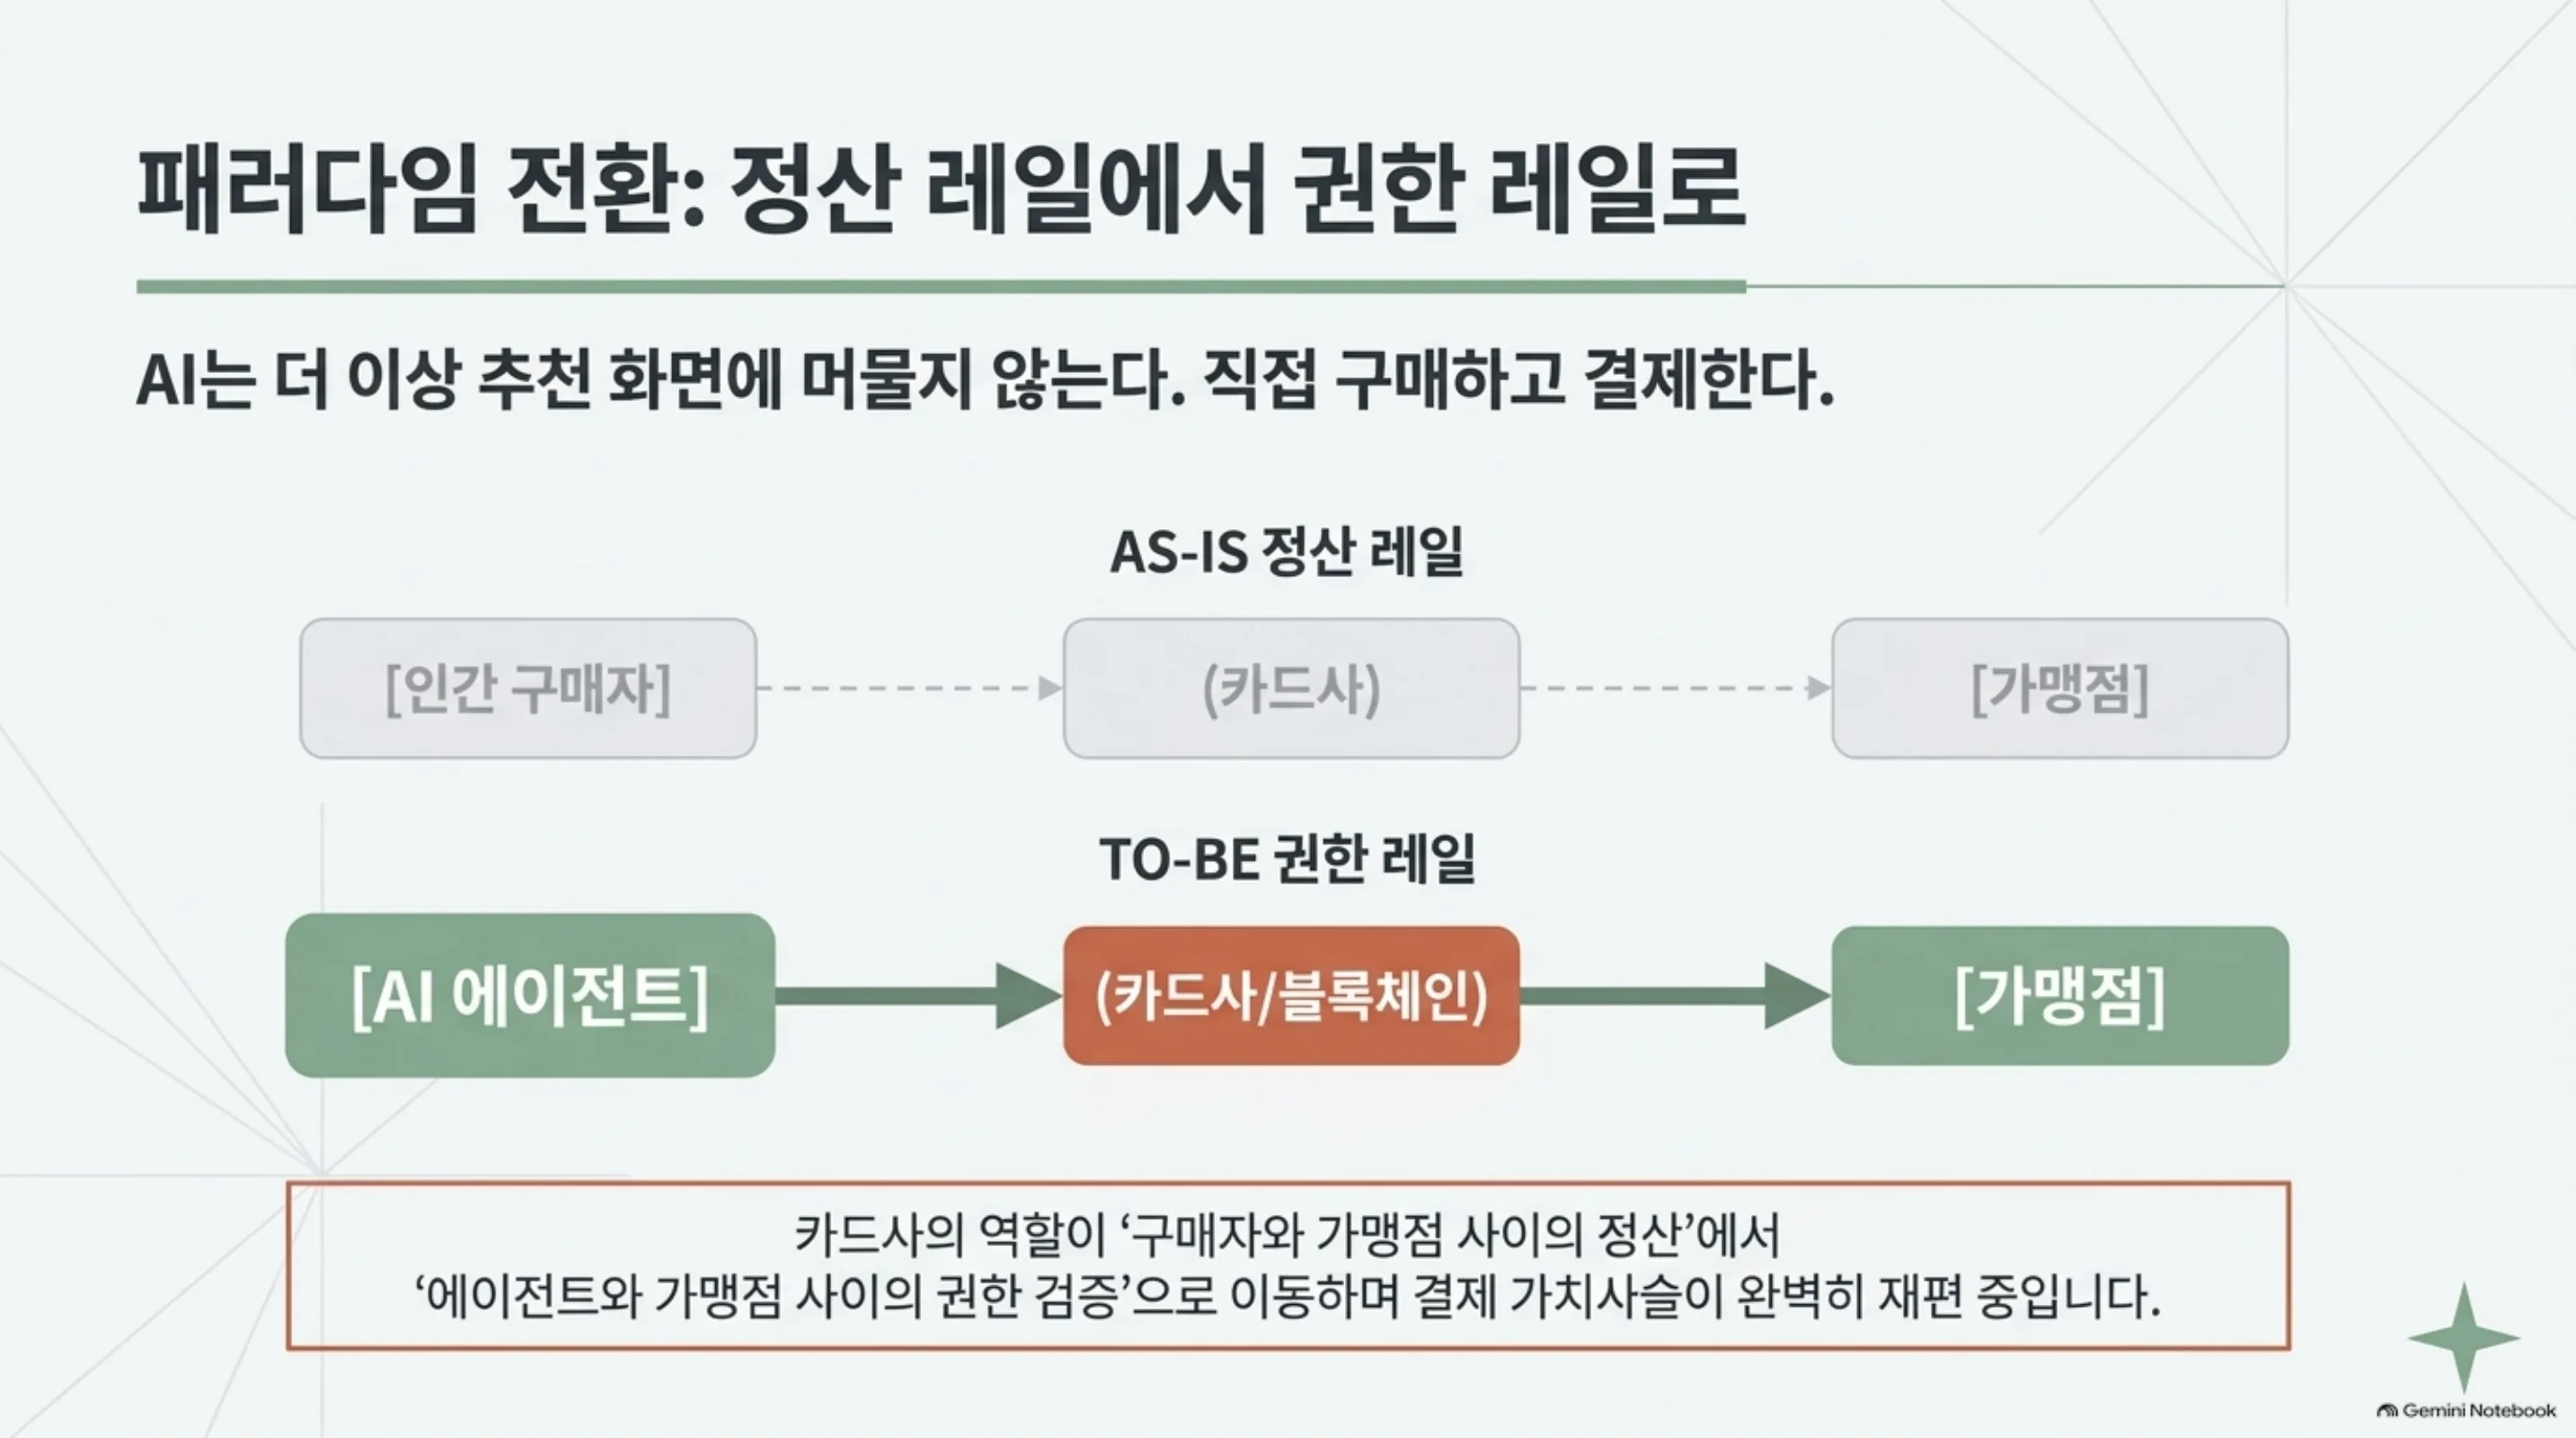 패러다임 전환: 정산 레일에서 권한 레일로
AI는 더 이상 추천 화면에 머물지 않는다. 직접 구매하고 결제한다.
AS-IS 정산 레일
[인간 구매자]
(카드사)
[가맹점]
TO-BE 권한 레일
[AI 에이전트]
(카드사/블록체인)
[가맹점]
카드사의 역할이 ‘구매자와 가맹점 사이의 정산’에서
‘에이전트와 가맹점 사이의 권한 검증’으로 이동하며 결제 가치사슬이 완벽히 재편 중입니다.
Gemini Notebook